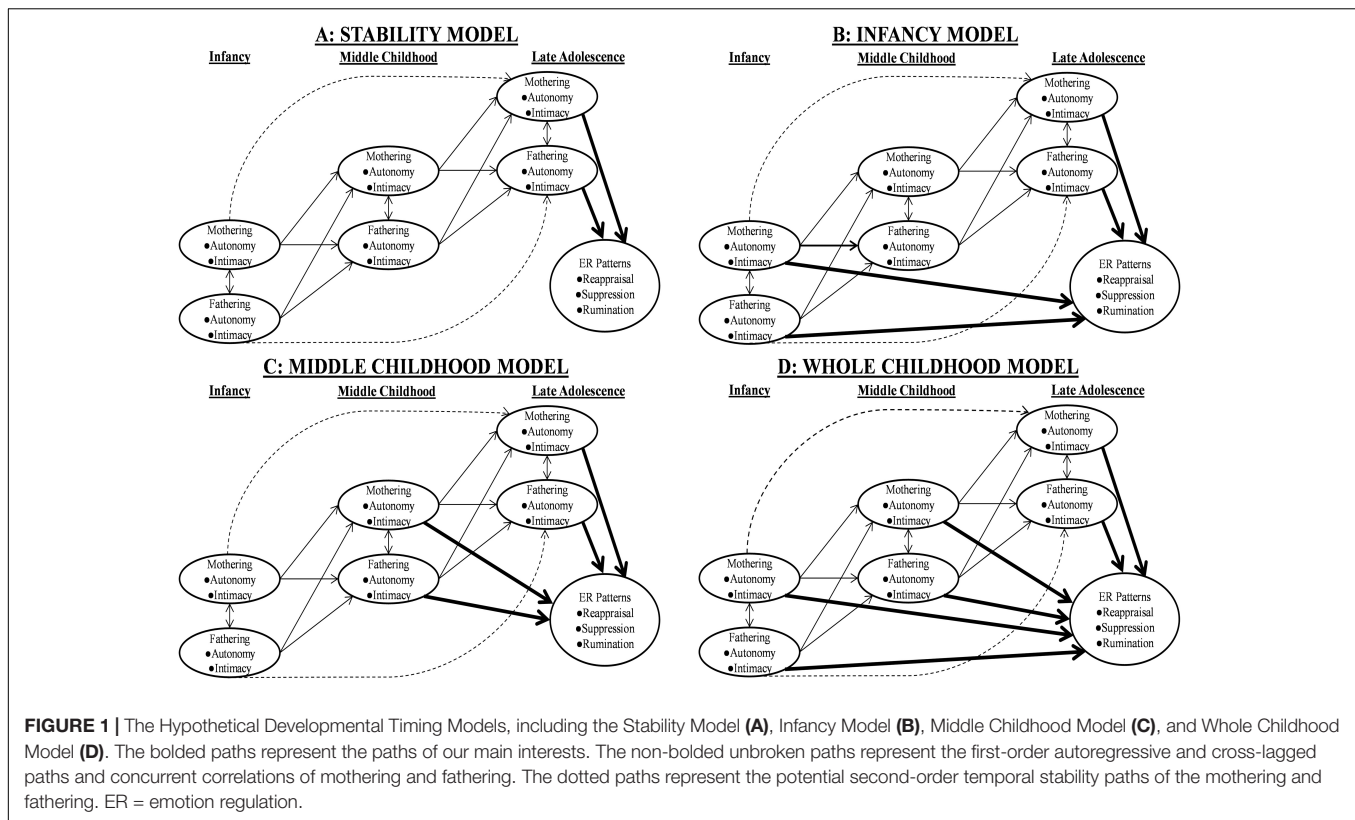 A: STABILITY MODEL
Infancy Middle Childhood Late Adolescence
Mothering
●Autonomy
●Intimacy
Mothering
●Autonomy
●Intimacy
Fathering
●Autonomy
●Intimacy
Mothering
●Autonomy
●Intimacy
Fathering
●Autonomy
●Intimacy
Fathering
●Autonomy
●Intimacy
ER Patterns
●Reappraisal
●Suppression
●Rumination
B: INFANCY MODEL
Infancy Middle Childhood Late Adolescence
Mothering
●Autonomy
●Intimacy
Mothering
●Autonomy
●Intimacy
Fathering
●Autonomy
●Intimacy
Mothering
●Autonomy
●Intimacy
Fathering
●Autonomy
●Intimacy
Fathering
●Autonomy
●Intimacy
ER Patterns
●Reappraisal
●Suppression
●Rumination
C: MIDDLE CHILDHOOD MODEL
Infancy Middle Childhood Late Adolescence
Mothering
●Autonomy
●Intimacy
Mothering
●Autonomy
●Intimacy
Fathering
●Autonomy
●Intimacy
Mothering
●Autonomy
●Intimacy
Fathering
●Autonomy
●Intimacy
Fathering
●Autonomy
●Intimacy
ER Patterns
●Reappraisal
●Suppression
●Rumination
D: WHOLE CHILDHOOD MODEL
Infancy Middle Childhood Late Adolescence
Mothering
●Autonomy
●Intimacy
Mothering
●Autonomy
●Intimacy
Fathering
●Autonomy
●Intimacy
Mothering
●Autonomy
●Intimacy
Fathering
●Autonomy
●Intimacy
Fathering
●Autonomy
●Intimacy
ER Patterns
●Reappraisal
●Suppression
●Rumination
FIGURE 1 | The Hypothetical Developmental Timing Models, including the Stability Model (A), Infancy Model (B), Middle Childhood Model (C), and Whole Childhood
Model (D). The bolded paths represent the paths of our main interests. The non-bolded unbroken paths represent the first-order autoregressive and cross-lagged
paths and concurrent correlations of mothering and fathering. The dotted paths represent the potential second-order temporal stability paths of the mothering and
fathering. ER = emotion regulation.